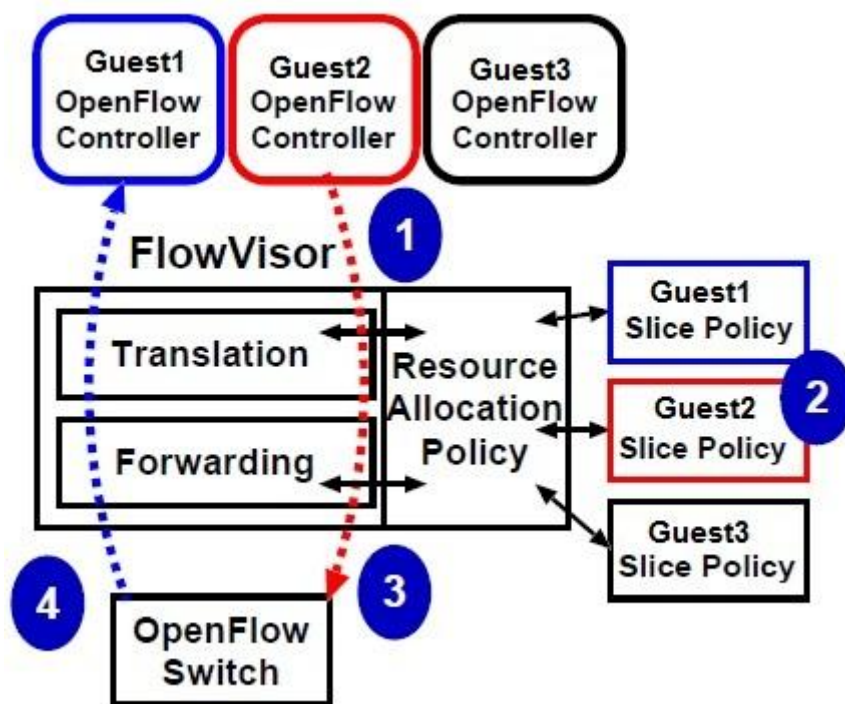 Guest1
OpenFlow
Controller
Guest2
OpenFlow
Controller
Guest3
OpenFlow
Controller
1
FlowVisor
Translation
Forwarding
Resource
Allocation
Policy
Guest1
Slice Policy
Guest2
Slice Policy
2
Guest3
Slice Policy
4
3
OpenFlow
Switch